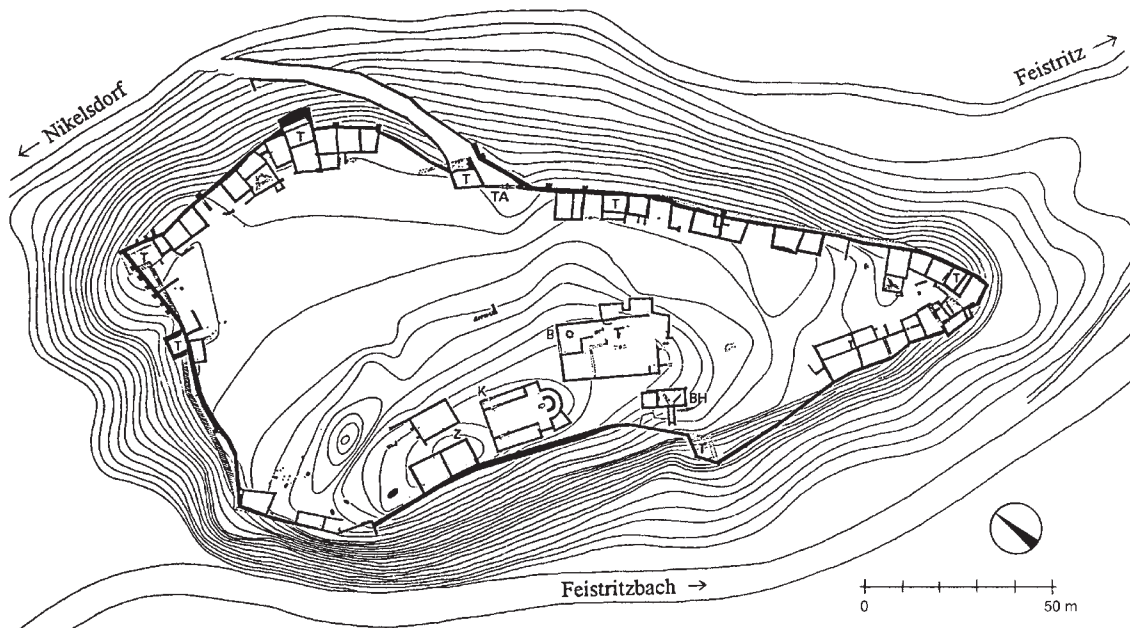 Feistritz →
← Nikelsdorf
T
T
TA
T
T
T
T
B
T
T
K
BH
Z
T
Feistritzbach →
0
50 m